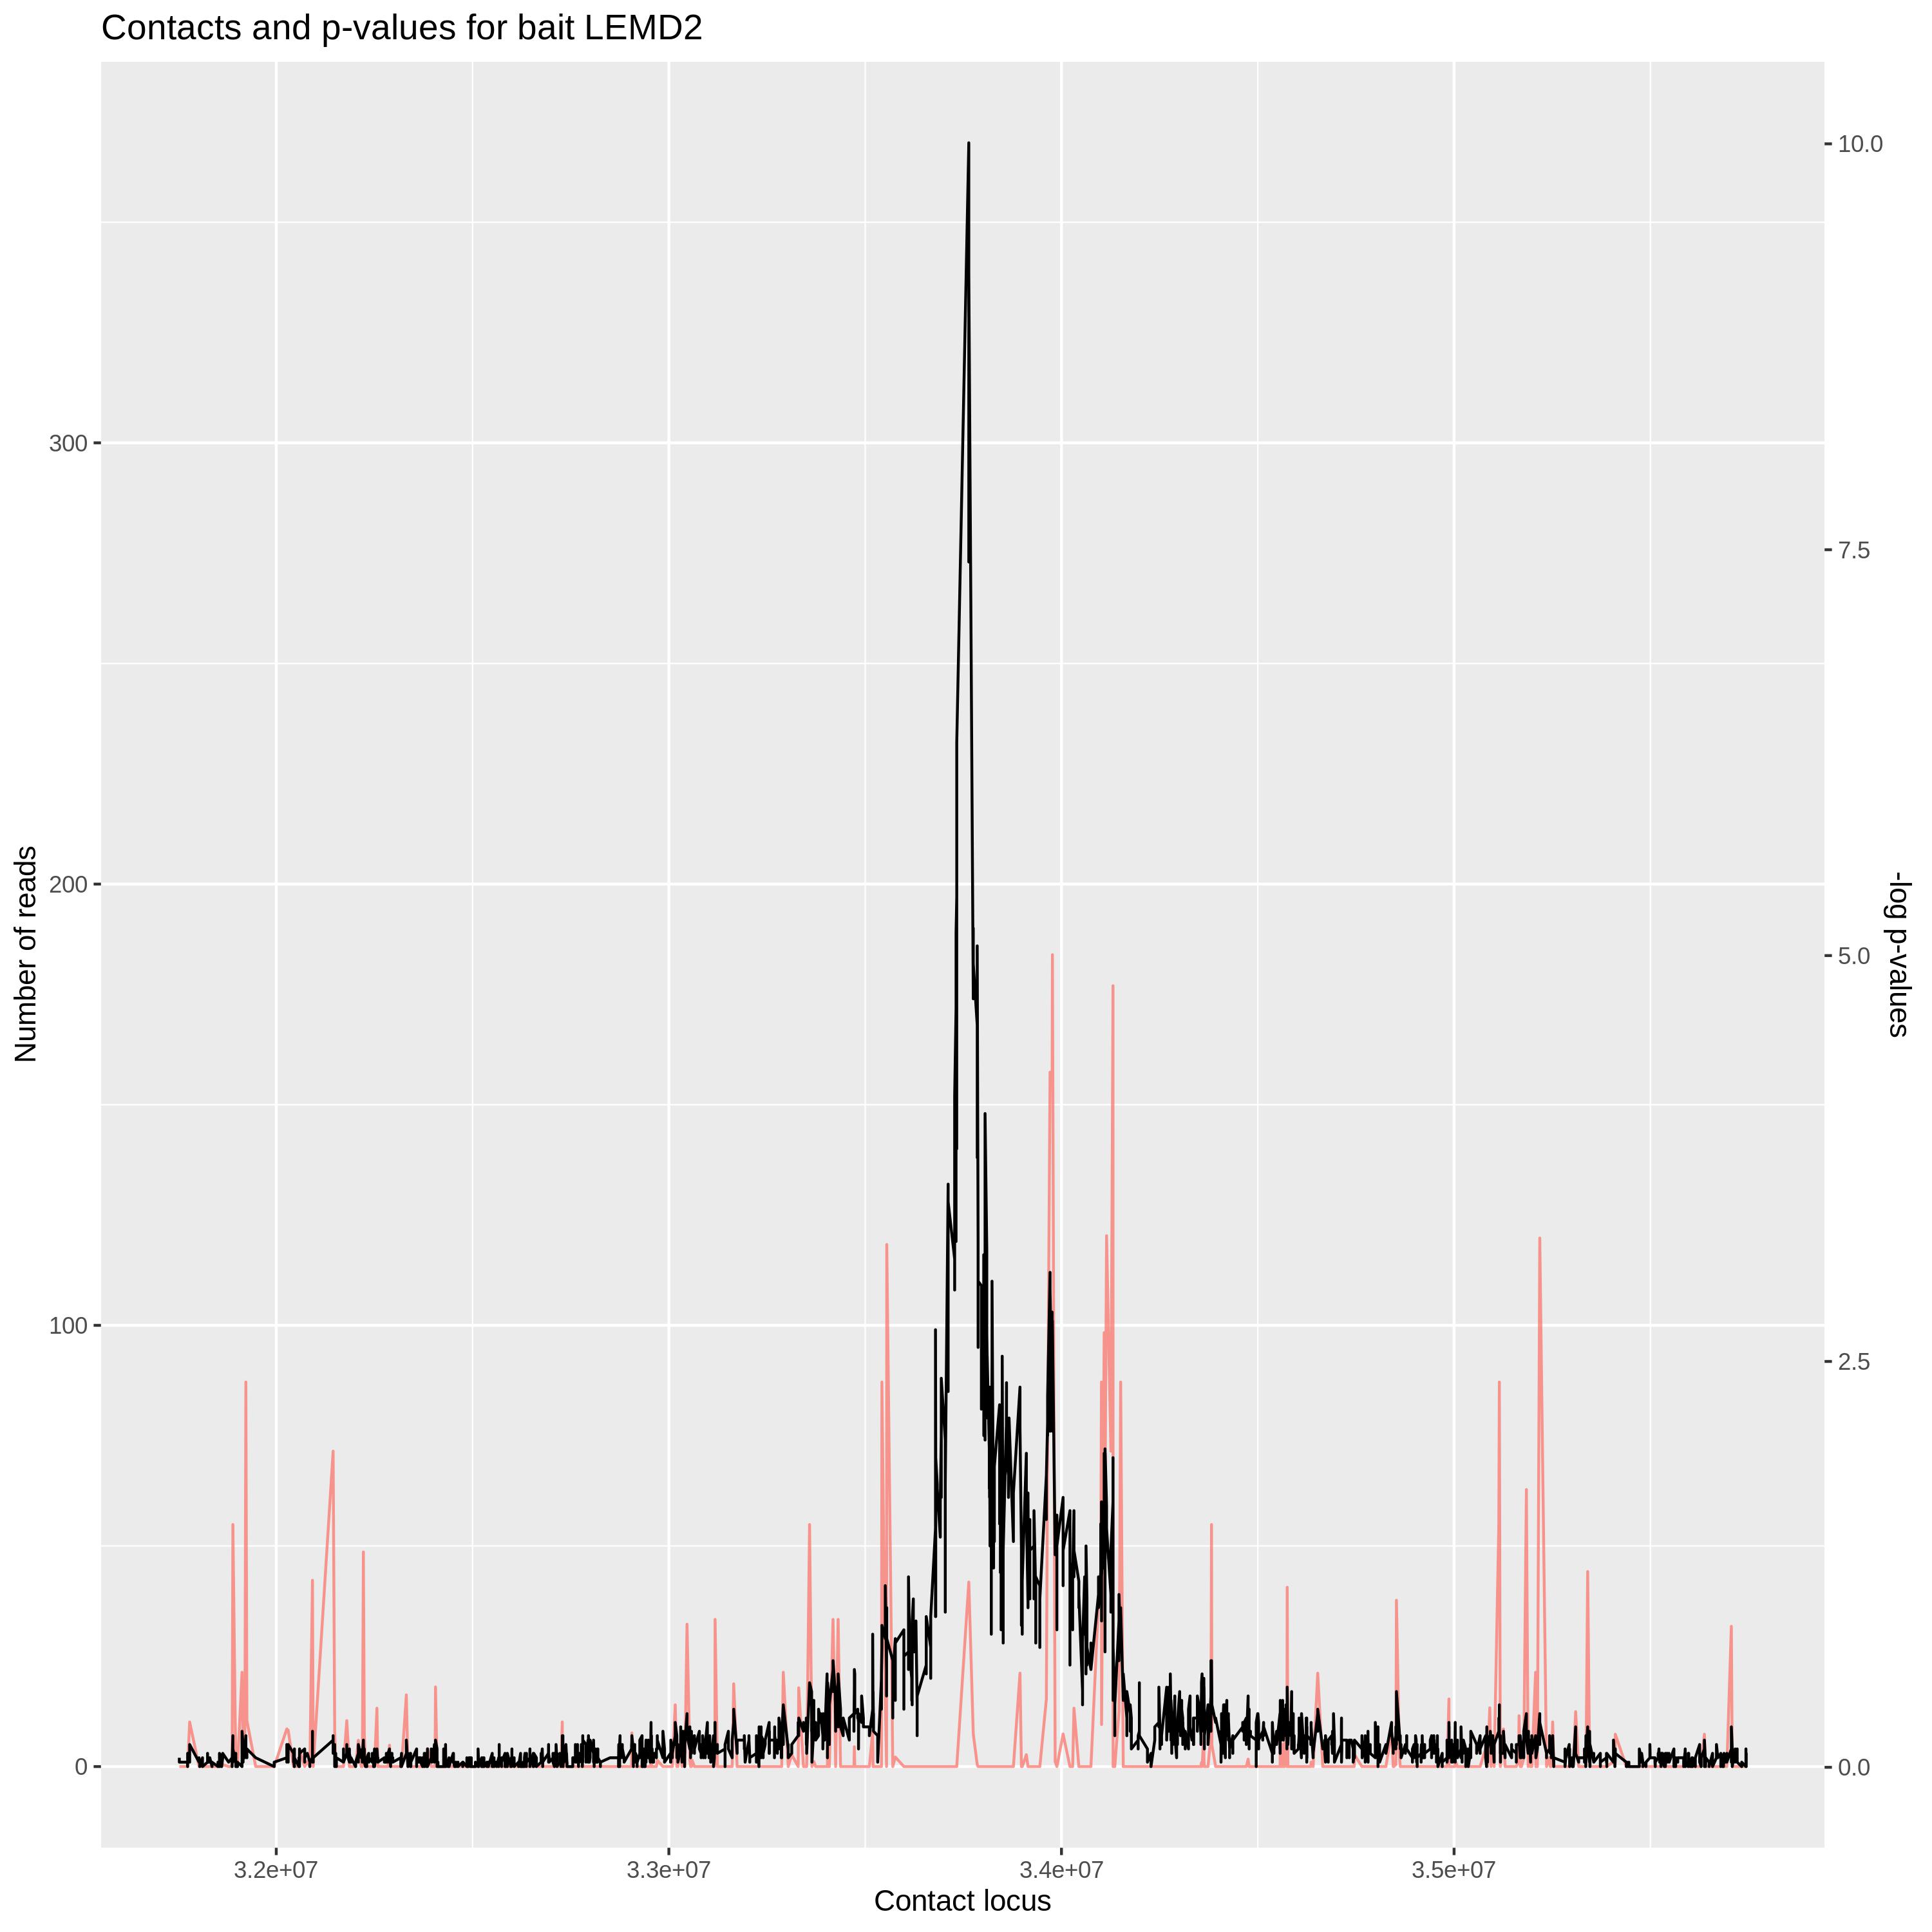 Contacts and p-values for bait LEMD2
Number of reads
300
200
100
0
10.0
7.5
5.0
2.5
0.0
-log p-values
3.2e+07
3.3e+07
3.4e+07
3.5e+07
Contact locus